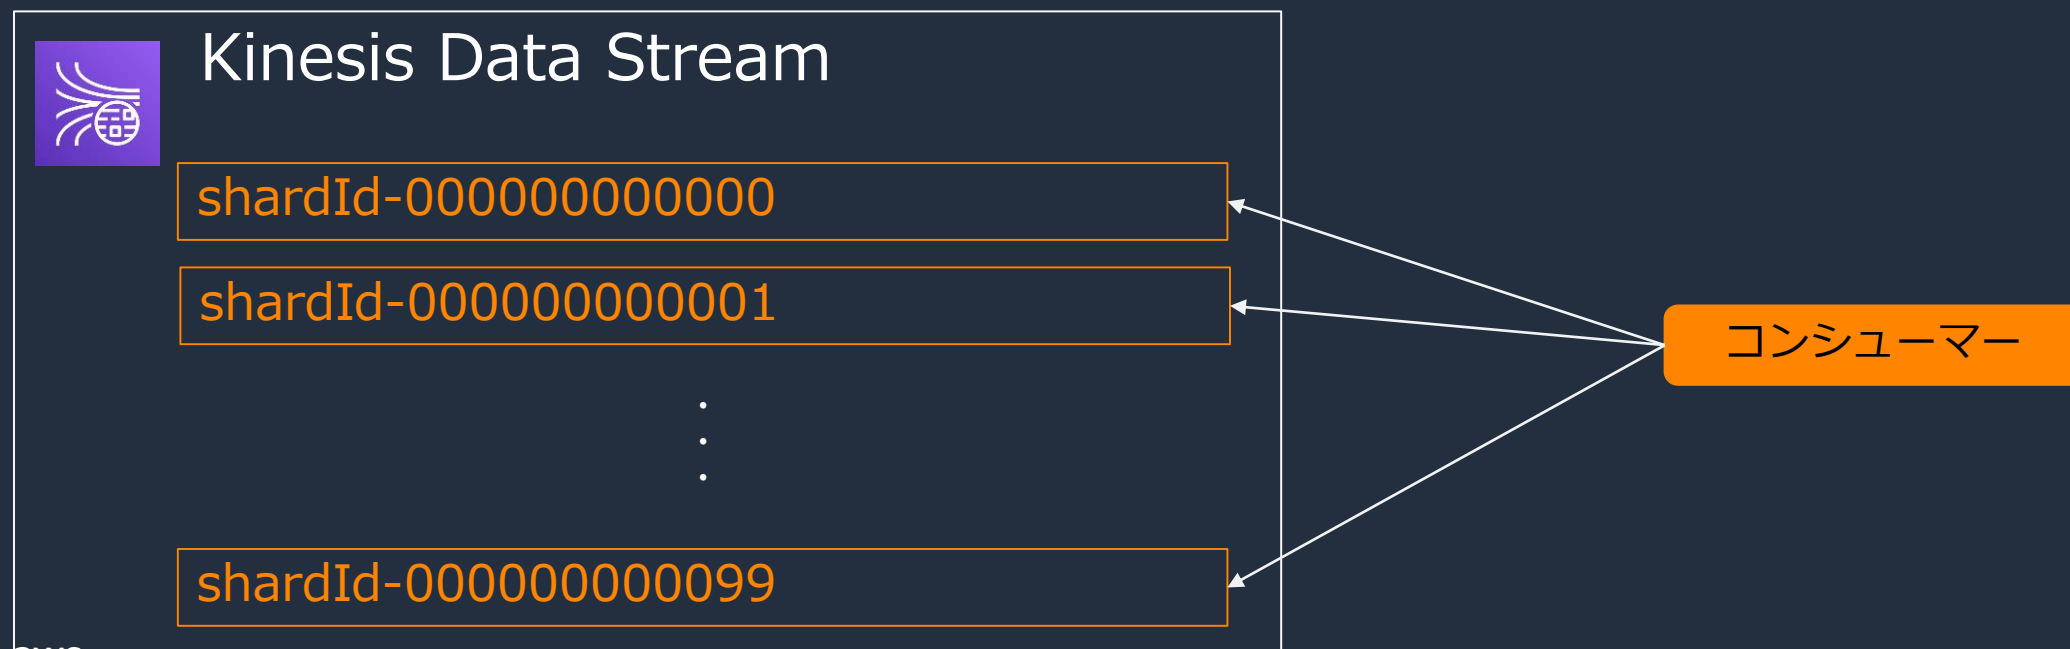 Kinesis Data Stream
shardId-000000000000
shardId-000000000001
コンシューマー
shardId-000000000099